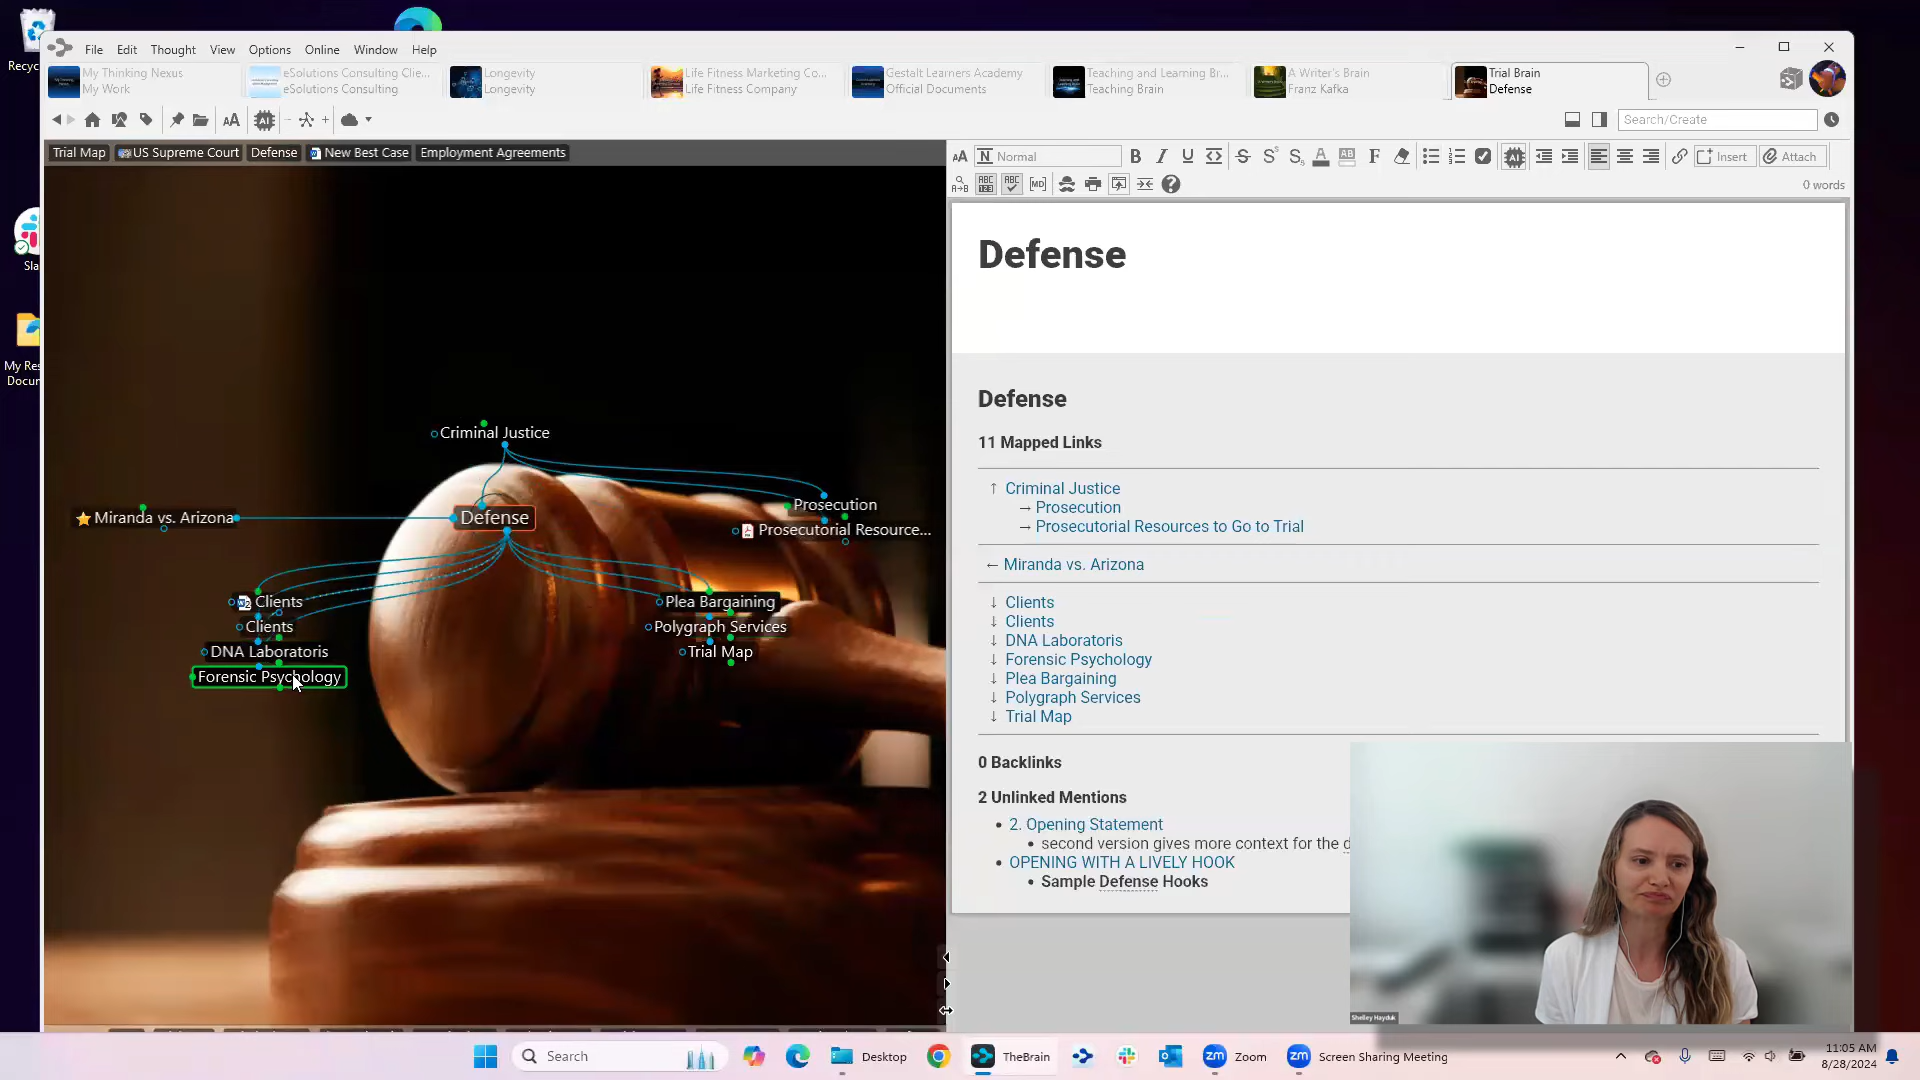 Recyc
File Edit Thought View Options Online Window Help
My Thinking Nexus
My Work
eSolutions Consulting Clie...
eSolutions Consulting
Longevity
Longevity
Life Fitness Marketing Co...
Life Fitness Company
Gestalt Learners Academy
Official Documents
Teaching and Learning Br...
Teaching Brain
A Writer's Brain
Franz Kafka
Trial Brain
Defense
Search/Create
Trial Map US Supreme Court Defense New Best Case Employment Agreements
Normal
Insert
Attach
0 words
Sla
My Res
Docum
Criminal Justice
Miranda vs. Arizona
Defense
Prosecution
Prosecutorial Resource...
Clients
Clients
DNA Laboratoris
Forensic Psychology
Plea Bargaining
Polygraph Services
Trial Map
Defense
Defense
11 Mapped Links
↑ Criminal Justice
→ Prosecution
→ Prosecutorial Resources to Go to Trial
← Miranda vs. Arizona
↓ Clients
↓ Clients
↓ DNA Laboratoris
↓ Forensic Psychology
↓ Plea Bargaining
↓ Polygraph Services
↓ Trial Map
0 Backlinks
2 Unlinked Mentions
• 2. Opening Statement
• second version gives more context for the d
• OPENING WITH A LIVELY HOOK
• Sample Defense Hooks
Shelley Hayduk
Search
Desktop
TheBrain
Zoom
Screen Sharing Meeting
11:05 AM
8/28/2024